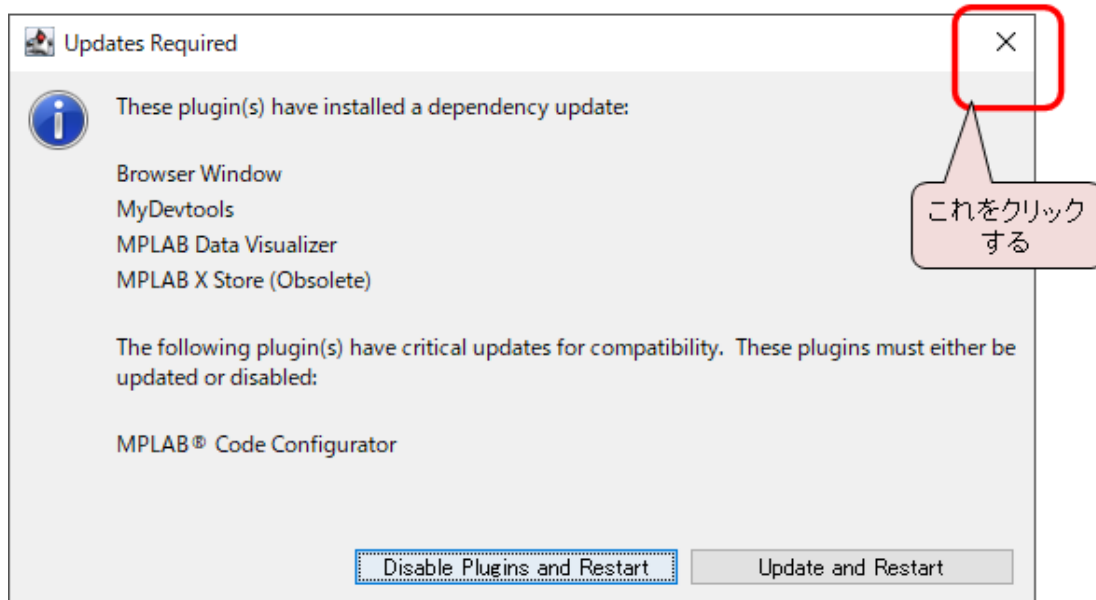 Updates Required
These plugin(s) have installed a dependency update:
Browser Window
MyDevtools
MPLAB Data Visualizer
MPLAB X Store (Obsolete)
The following plugin(s) have critical updates for compatibility.  These plugins must either be
updated or disabled:
MPLAB® Code Configurator
Disable Plugins and Restart
Update and Restart
これをクリック
する